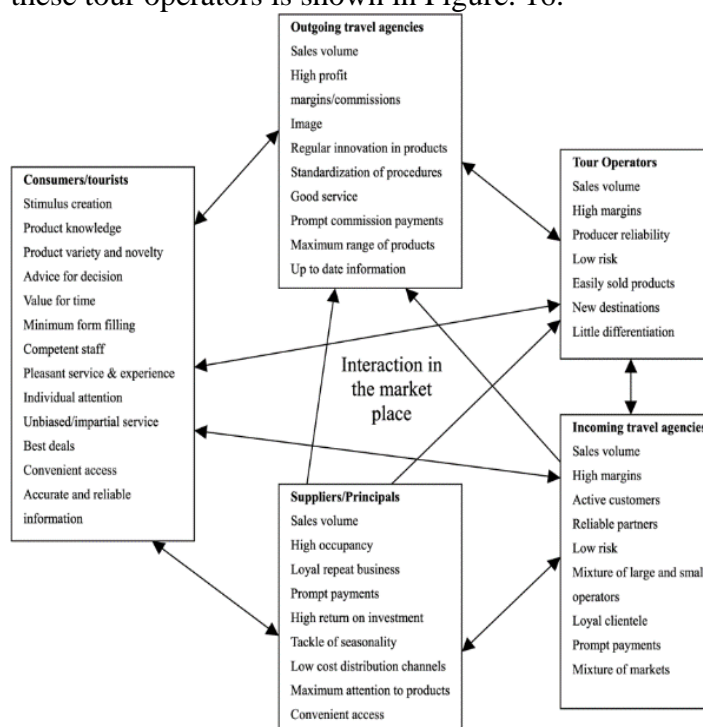 these tour operators is shown in Figure. 16.
Outgoing travel agencies
Sales volume
High profit
margins/commissions
Image
Regular innovation in products
Standardization of procedures
Good service
Prompt commission payments
Maximum range of products
Up to date information
Consumers/tourists
Stimulus creation
Product knowledge
Product variety and novelty
Advice for decision
Value for time
Minimum form filling
Competent staff
Pleasant service & experience
Individual attention
Unbiased/impartial service
Best deals
Convenient access
Accurate and reliable
information
Tour Operators
Sales volume
High margins
Producer reliability
Low risk
Easily sold products
New destinations
Little differentiation
Interaction in
the market
place
Suppliers/Principals
Sales volume
High occupancy
Loyal repeat business
Prompt payments
High return on investment
Tackle of seasonality
Low cost distribution channels
Maximum attention to products
Convenient access
Incoming travel agencies
Sales volume
High margins
Active customers
Reliable partners
Low risk
Mixture of large and small
operators
Loyal clientele
Prompt payments
Mixture of markets